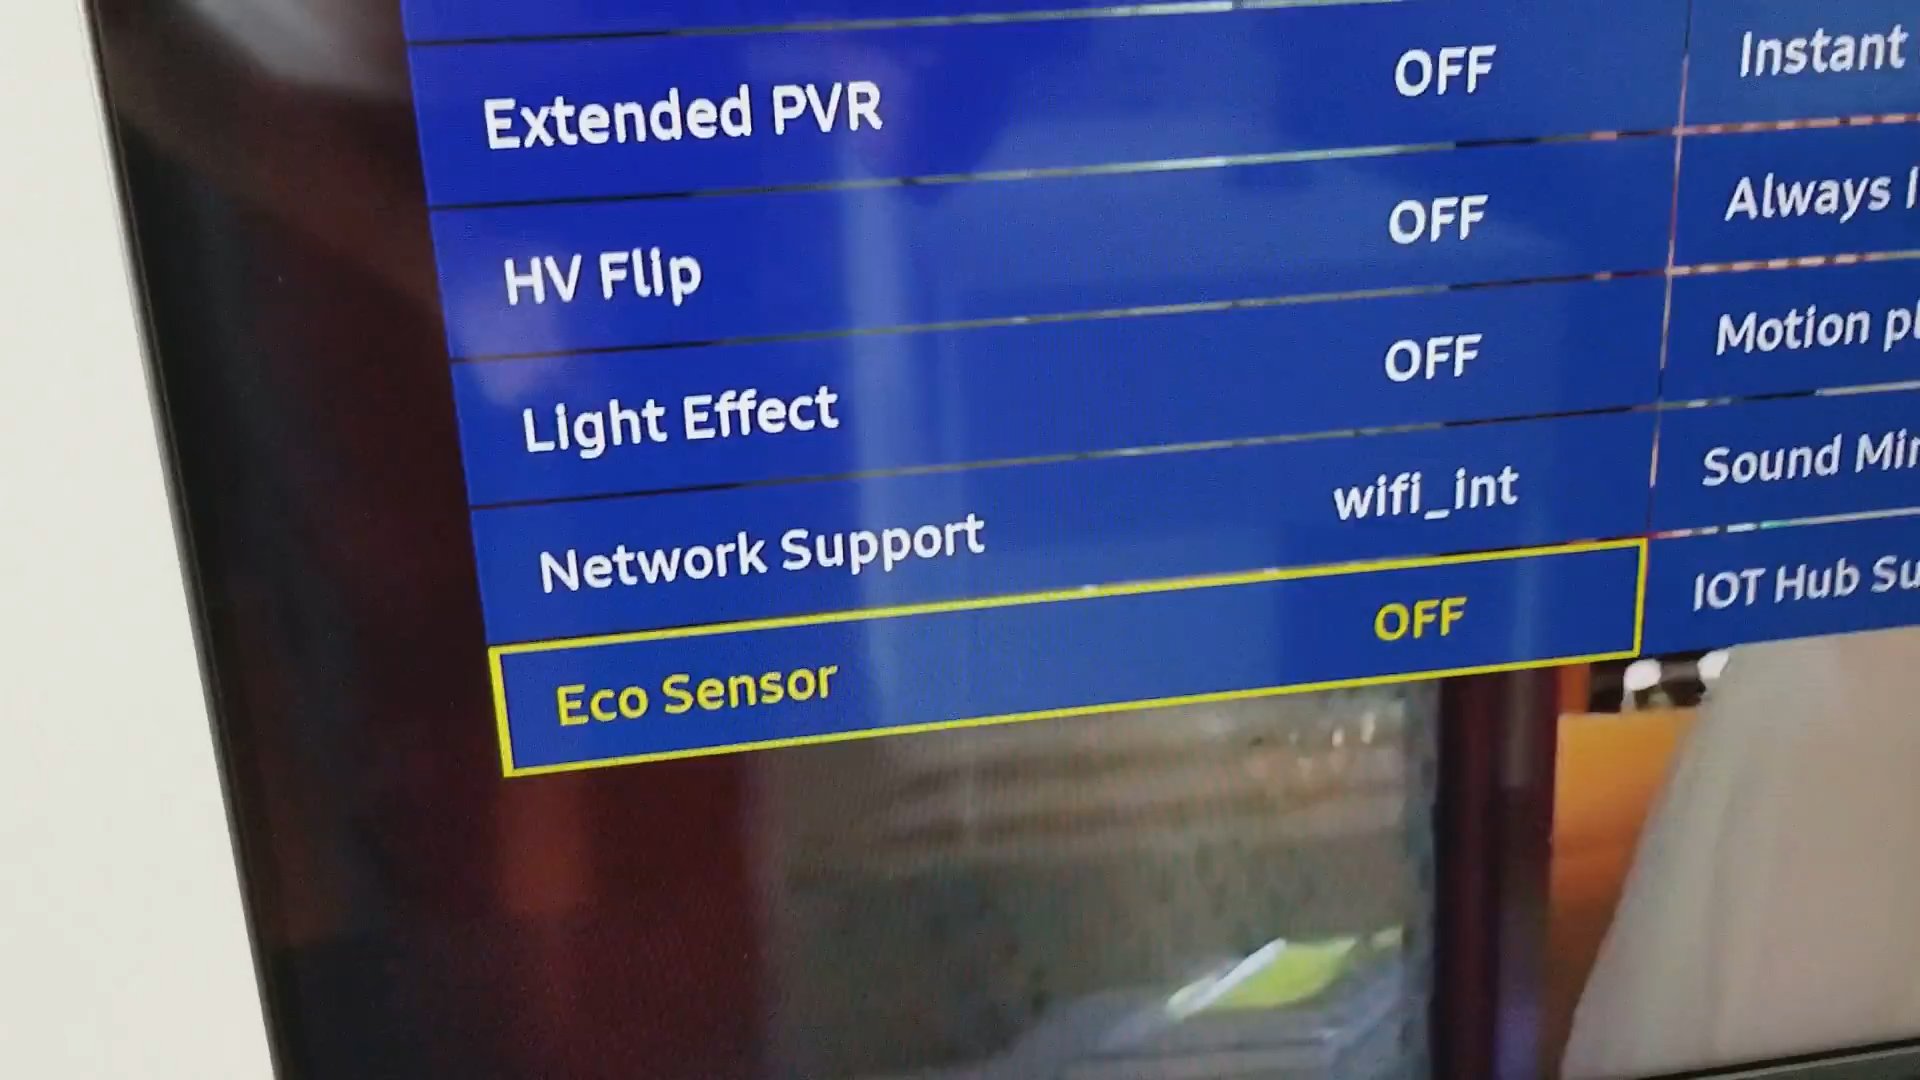 Extended PVR OFF
HV Flip OFF
Light Effect OFF
Network Support wifi_int
Eco Sensor OFF
Instant
Always
Motion
Sound
IOT Hub